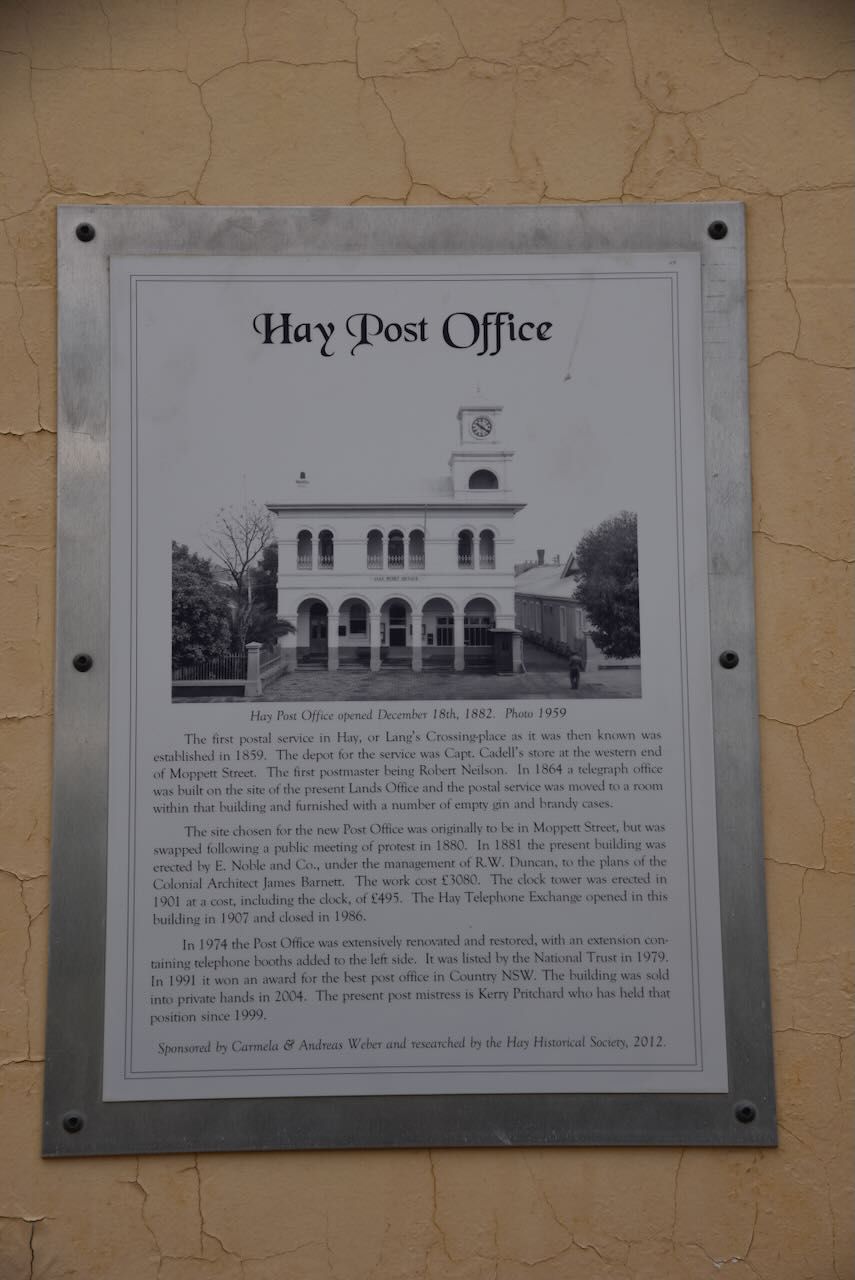 Hay Post Office
HAY POST OFFICE
Hay Post Office opened December 18th, 1882. Photo 1959
The first postal service in Hay, or Lang's Crossing-place as it was then known was
established in 1859. The depot for the service was Capt. Cadell's store at the western end
of Moppett Street. The first postmaster being Robert Neilson. In 1864 a telegraph office
was built on the site of the present Lands Office and the postal service was moved to a room
within that building and furnished with a number of empty gin and brandy cases.
The site chosen for the new Post Office was originally to be in Moppett Street, but was
swapped following a public meeting of protest in 1880. In 1881 the present building was
erected by E. Noble and Co., under the management of R.W. Duncan, to the plans of the
Colonial Architect James Barnett. The work cost £3080. The clock tower was erected in
1901 at a cost, including the clock, of £495. The Hay Telephone Exchange opened in this
building in 1907 and closed in 1986.
In 1974 the Post Office was extensively renovated and restored, with an extension con-
taining telephone booths added to the left side. It was listed by the National Trust in 1979.
In 1991 it won an award for the best post office in Country NSW. The building was sold
into private hands in 2004. The present post mistress is Kerry Pritchard who has held that
position since 1999.
Sponsored by Carmela & Andreas Weber and researched by the Hay Historical Society, 2012.